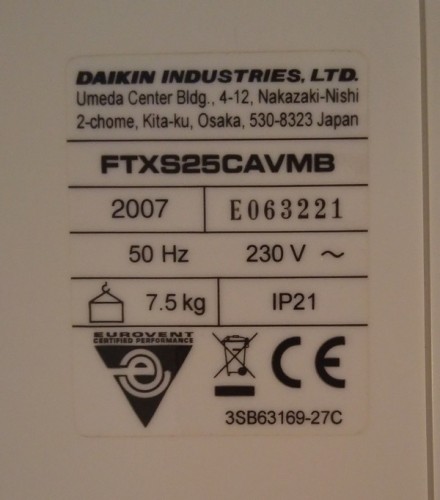 DAIKIN INDUSTRIES, LTD.
Umeda Center Bldg., 4-12, Nakazaki-Nishi
2-chome, Kita-ku, Osaka, 530-8323 Japan
FTXS25CAVMB
2007 E063221
50 Hz 230 V ~
7.5 kg IP21
EUROVENT
CERTIFIED PERFORMANCE
e CE
3SB63169-27C